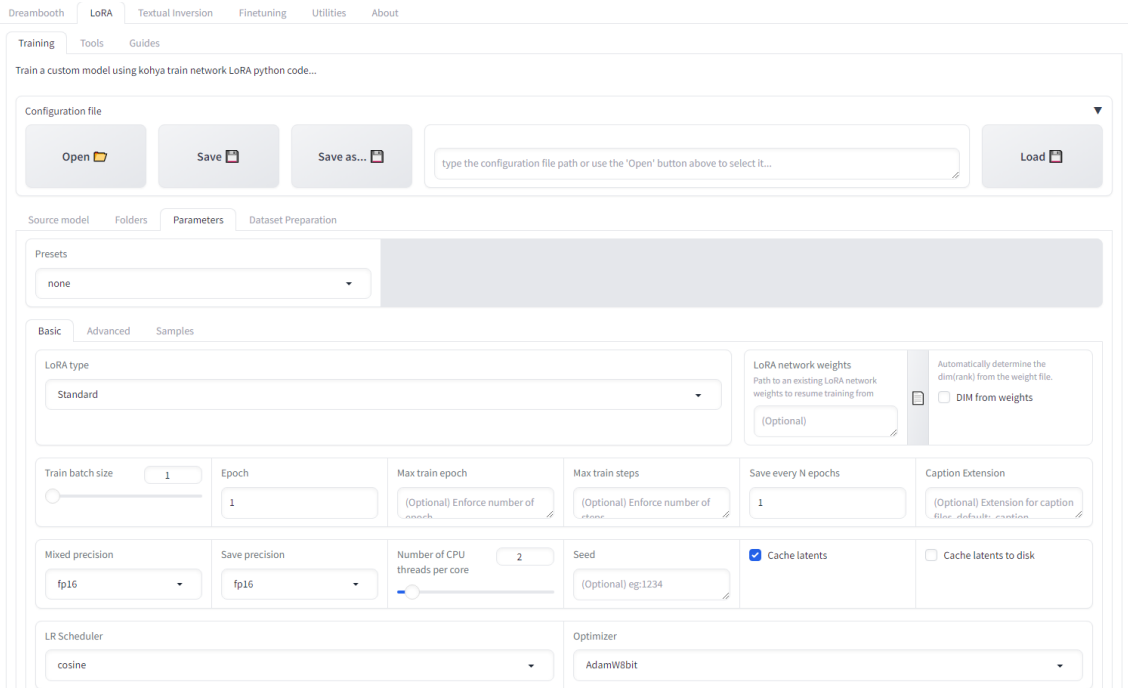 Dreambooth LoRA Textual Inversion Finetuning Utilities About
Training Tools Guides
Train a custom model using kohya train network LoRA python code...
Configuration file ▼
Open 📂 Save 💾 Save as... 💾 type the configuration file path or use the 'Open' button above to select it... Load 💾
Source model Folders Parameters Dataset Preparation
Presets
none
Basic Advanced Samples
LoRA type
Standard
LoRA network weights
Path to an existing LoRA network
weights to resume training from
(Optional)
Automatically determine the
dim(rank) from the weight file.
DIM from weights
Train batch size 1
Epoch
1
Max train epoch
(Optional) Enforce number of
epoch
Max train steps
(Optional) Enforce number of
steps
Save every N epochs
1
Caption Extension
(Optional) Extension for caption
files. default: .caption
Mixed precision
fp16
Save precision
fp16
Number of CPU
threads per core
2
Seed
(Optional) eg:1234
Cache latents
Cache latents to disk
LR Scheduler
cosine
Optimizer
AdamW8bit